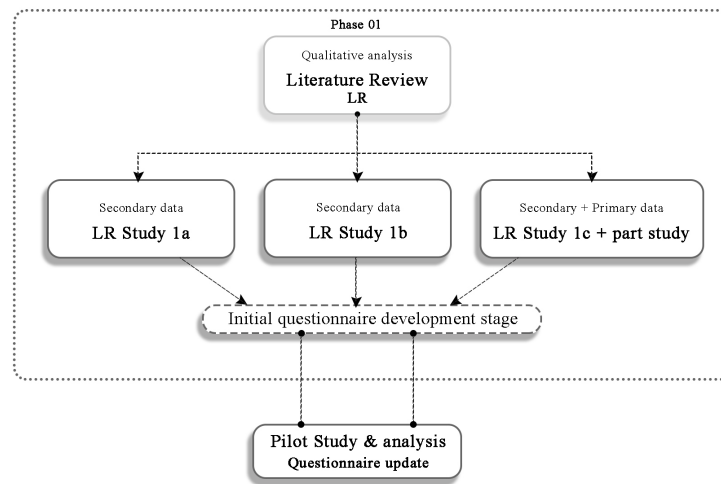 Phase 01
Qualitative analysis
Literature Review
LR
Secondary data
LR Study 1a
Secondary data
LR Study 1b
Secondary + Primary data
LR Study 1c + part study
Initial questionnaire development stage
Pilot Study & analysis
Questionnaire update